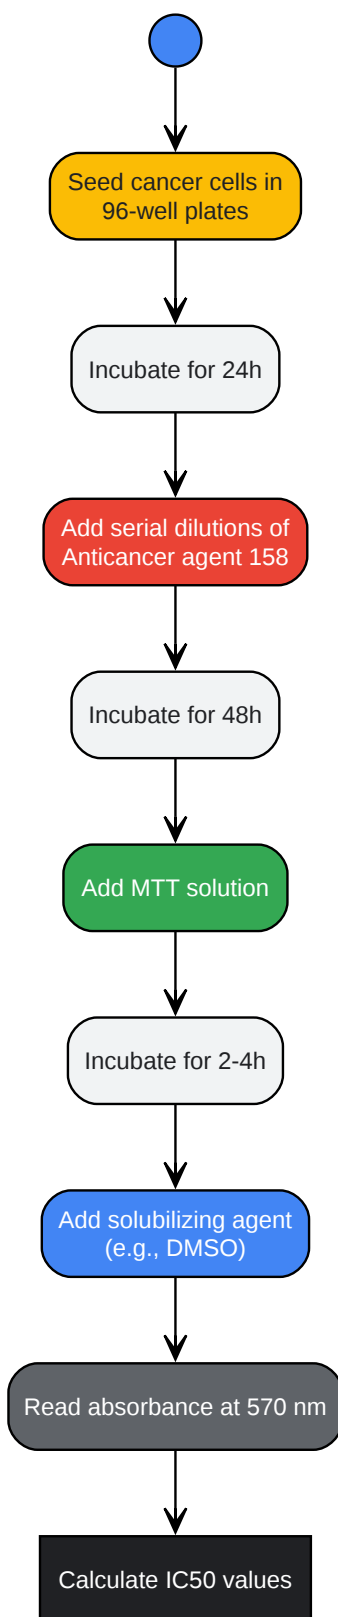 Seed cancer cells in
96-well plates
Incubate for 24h
Add serial dilutions of
Anticancer agent 158
Incubate for 48h
Add MTT solution
Incubate for 2-4h
Add solubilizing agent
(e.g., DMSO)
Read absorbance at 570 nm
Calculate IC50 values